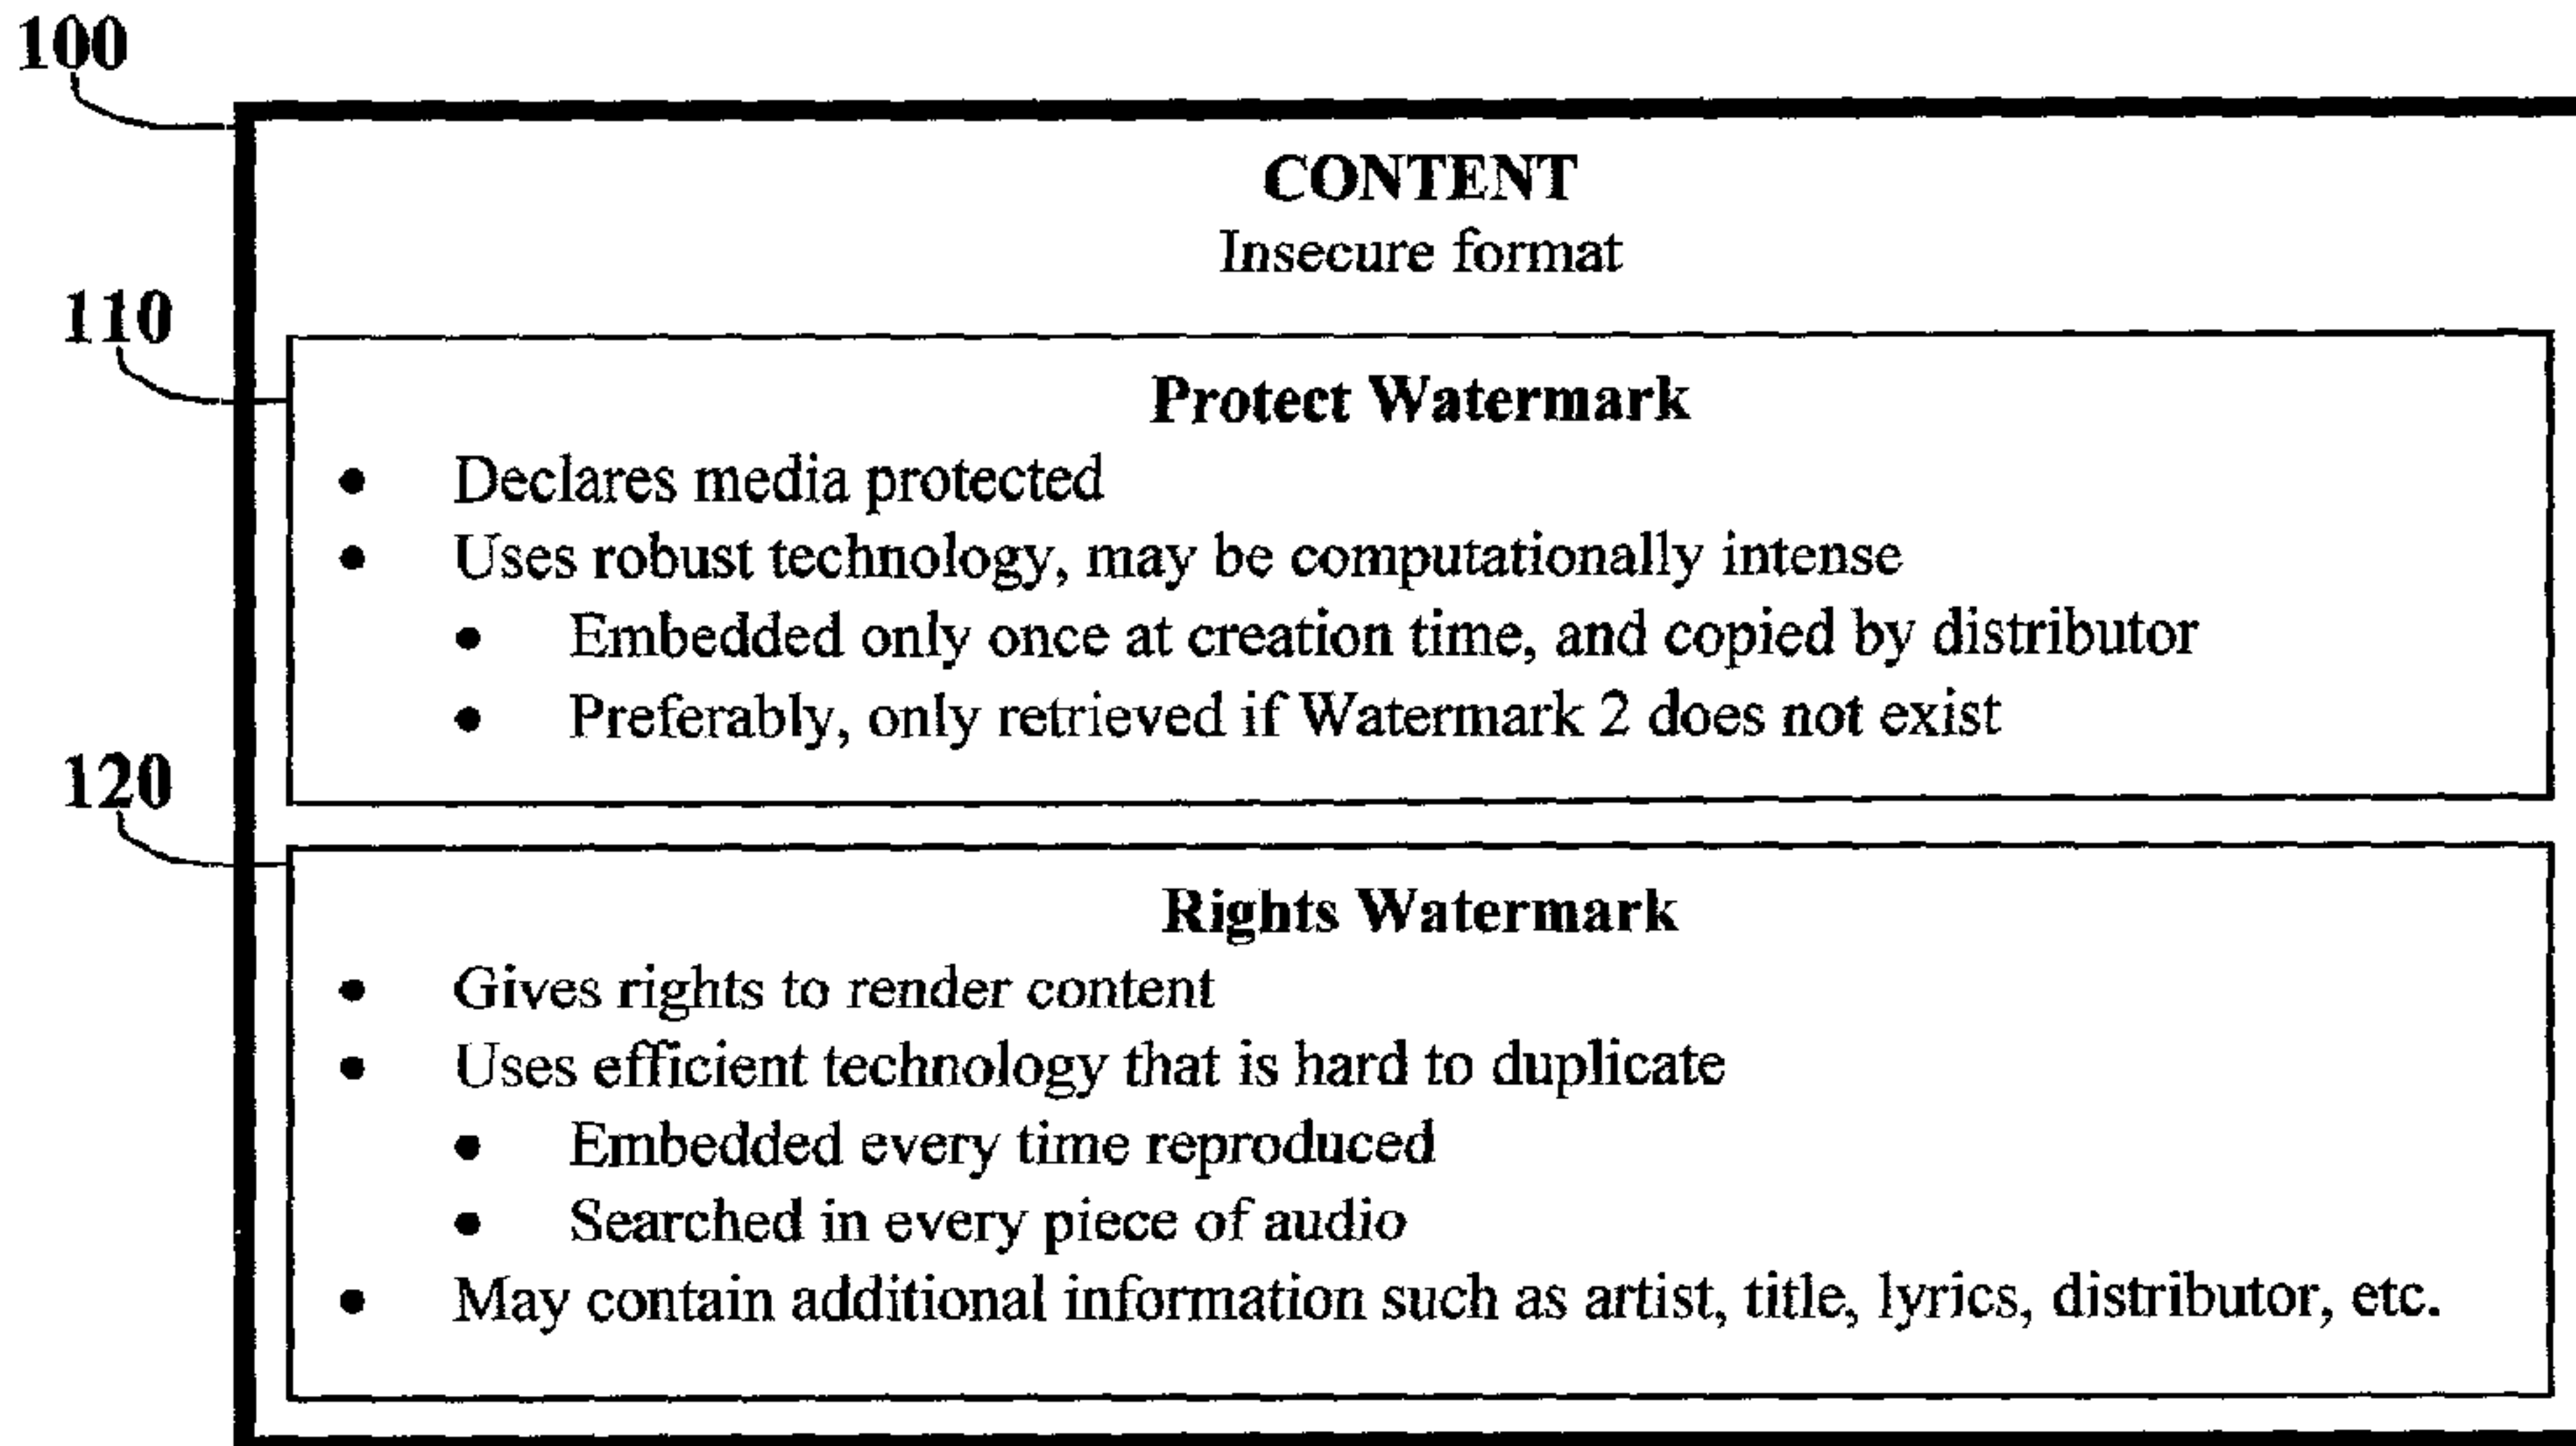 100
CONTENT
Insecure format
110
Protect Watermark
• Declares media protected
• Uses robust technology, may be computationally intense
• Embedded only once at creation time, and copied by distributor
• Preferably, only retrieved if Watermark 2 does not exist
120
Rights Watermark
• Gives rights to render content
• Uses efficient technology that is hard to duplicate
• Embedded every time reproduced
• Searched in every piece of audio
• May contain additional information such as artist, title, lyrics, distributor, etc.